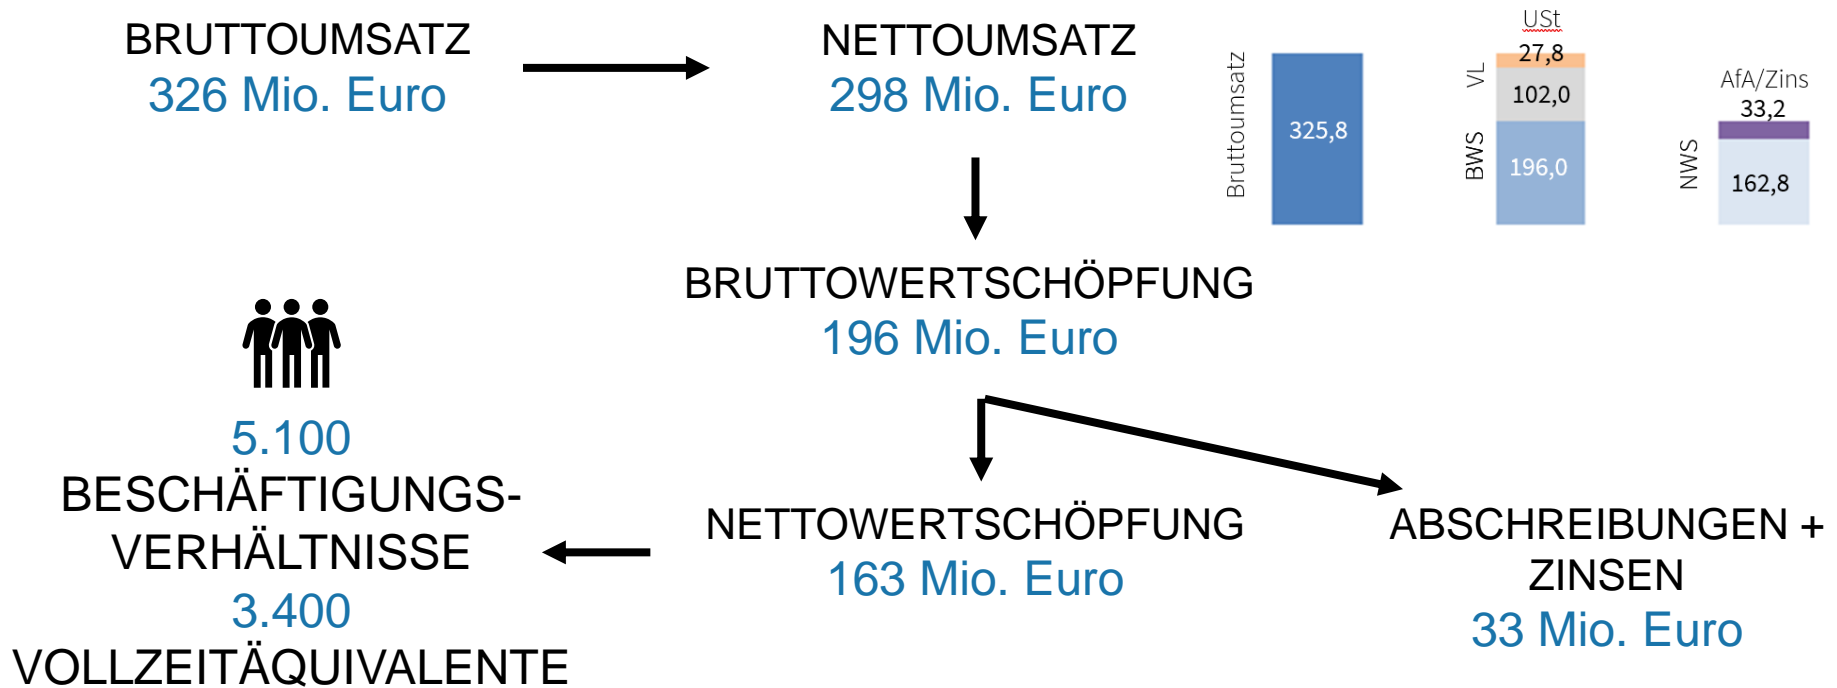 BRUTTOUMSATZ
326 Mio. Euro
NETTOUMSATZ
298 Mio. Euro
Bruttoumsatz
325,8
USt
27,8
VL
102,0
BWS
196,0
AfA/Zins
33,2
NWS
162,8
BRUTTOWERTSCHÖPFUNG
196 Mio. Euro
5.100
BESCHÄFTIGUNGS-
VERHÄLTNISSE
3.400
VOLLZEITÄQUIVALENTE
NETTOWERTSCHÖPFUNG
163 Mio. Euro
ABSCHREIBUNGEN +
ZINSEN
33 Mio. Euro